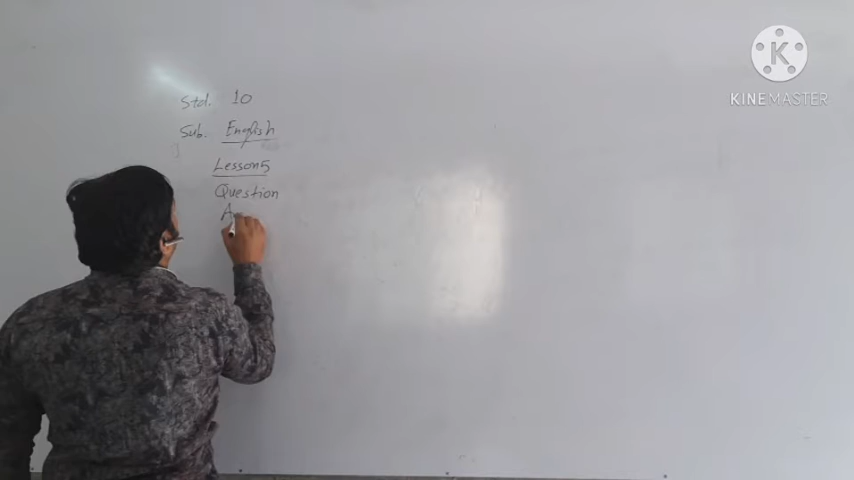 Std. 10
Sub. English
Lesson 5
Question
A
K
KINEMASTER